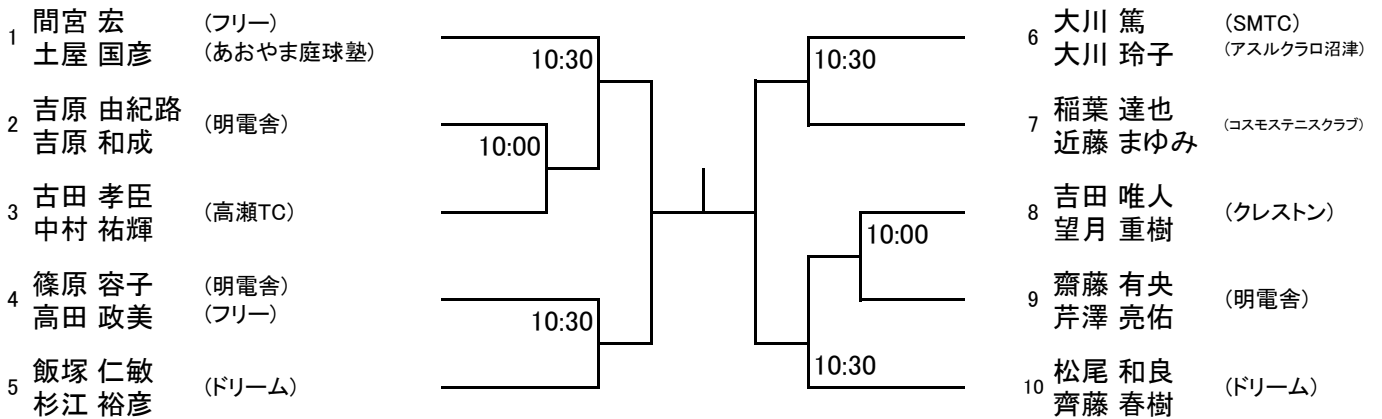 1 間宮 宏 (フリー)
土屋 国彦 (あおやま庭球塾)
10:30
2 吉原 由紀路 (明電舎)
吉原 和成
10:00
3 古田 孝臣 (高瀬TC)
中村 祐輝
4 篠原 容子 (明電舎)
高田 政美 (フリー)
10:30
5 飯塚 仁敏 (ドリーム)
杉江 裕彦
6 大川 篤 (SMTC)
大川 玲子 (アスルクラロ沼津)
10:30
7 稲葉 達也 (コスモステニスクラブ)
近藤 まゆみ
8 吉田 唯人 (クレストン)
望月 重樹
10:00
9 齋藤 有央 (明電舎)
芹澤 亮佑
10:30
10 松尾 和良 (ドリーム)
齊藤 春樹